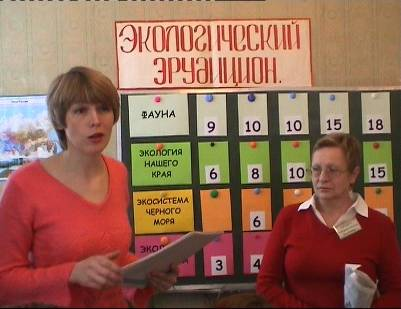 ЭКОЛОГИЧЕСКИЙ
ЭРУДИЦИОН.
ФАУНА 9 10 10 15 18
ЭКОЛОГИЯ
НАШЕГО
КРАЯ
6 8 10 15
ЭКОСИСТЕМА
ЧЕРНОГО
МОРЯ
6
3 4